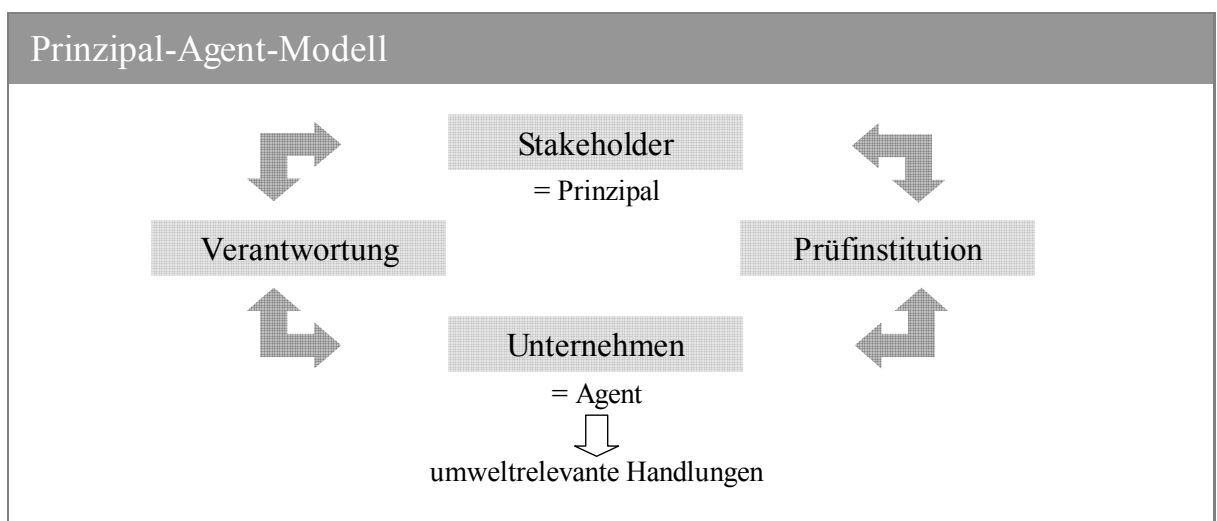 Prinzipal-Agent-Modell
Stakeholder
= Prinzipal
Verantwortung
Prüfinstitution
Unternehmen
= Agent
umweltrelevante Handlungen